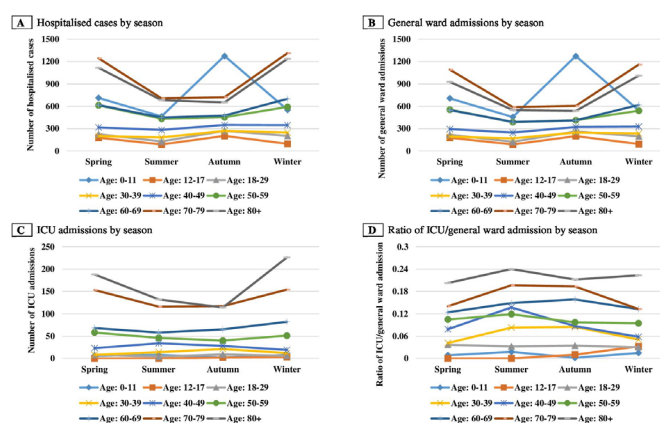 A Hospitalised cases by season
Number of hospitalised cases
1500
1200
900
600
300
0
Spring Summer Autumn Winter
Age: 0-11 Age: 12-17 Age: 18-29
Age: 30-39 Age: 40-49 Age: 50-59
Age: 60-69 Age: 70-79 Age: 80+
B General ward admissions by season
Number of general ward admissions
1500
1200
900
600
300
0
Spring Summer Autumn Winter
Age: 0-11 Age: 12-17 Age: 18-29
Age: 30-39 Age: 40-49 Age: 50-59
Age: 60-69 Age: 70-79 Age: 80+
C ICU admissions by season
Number of ICU admissions
250
200
150
100
50
0
Spring Summer Autumn Winter
Age: 0-11 Age: 12-17 Age: 18-29
Age: 30-39 Age: 40-49 Age: 50-59
Age: 60-69 Age: 70-79 Age: 80+
D Ratio of ICU/general ward admission by season
Ratio of ICU/general ward admission
0.3
0.24
0.18
0.12
0.06
0
Spring Summer Autumn Winter
Age: 0-11 Age: 12-17 Age: 18-29
Age: 30-39 Age: 40-49 Age: 50-59
Age: 60-69 Age: 70-79 Age: 80+